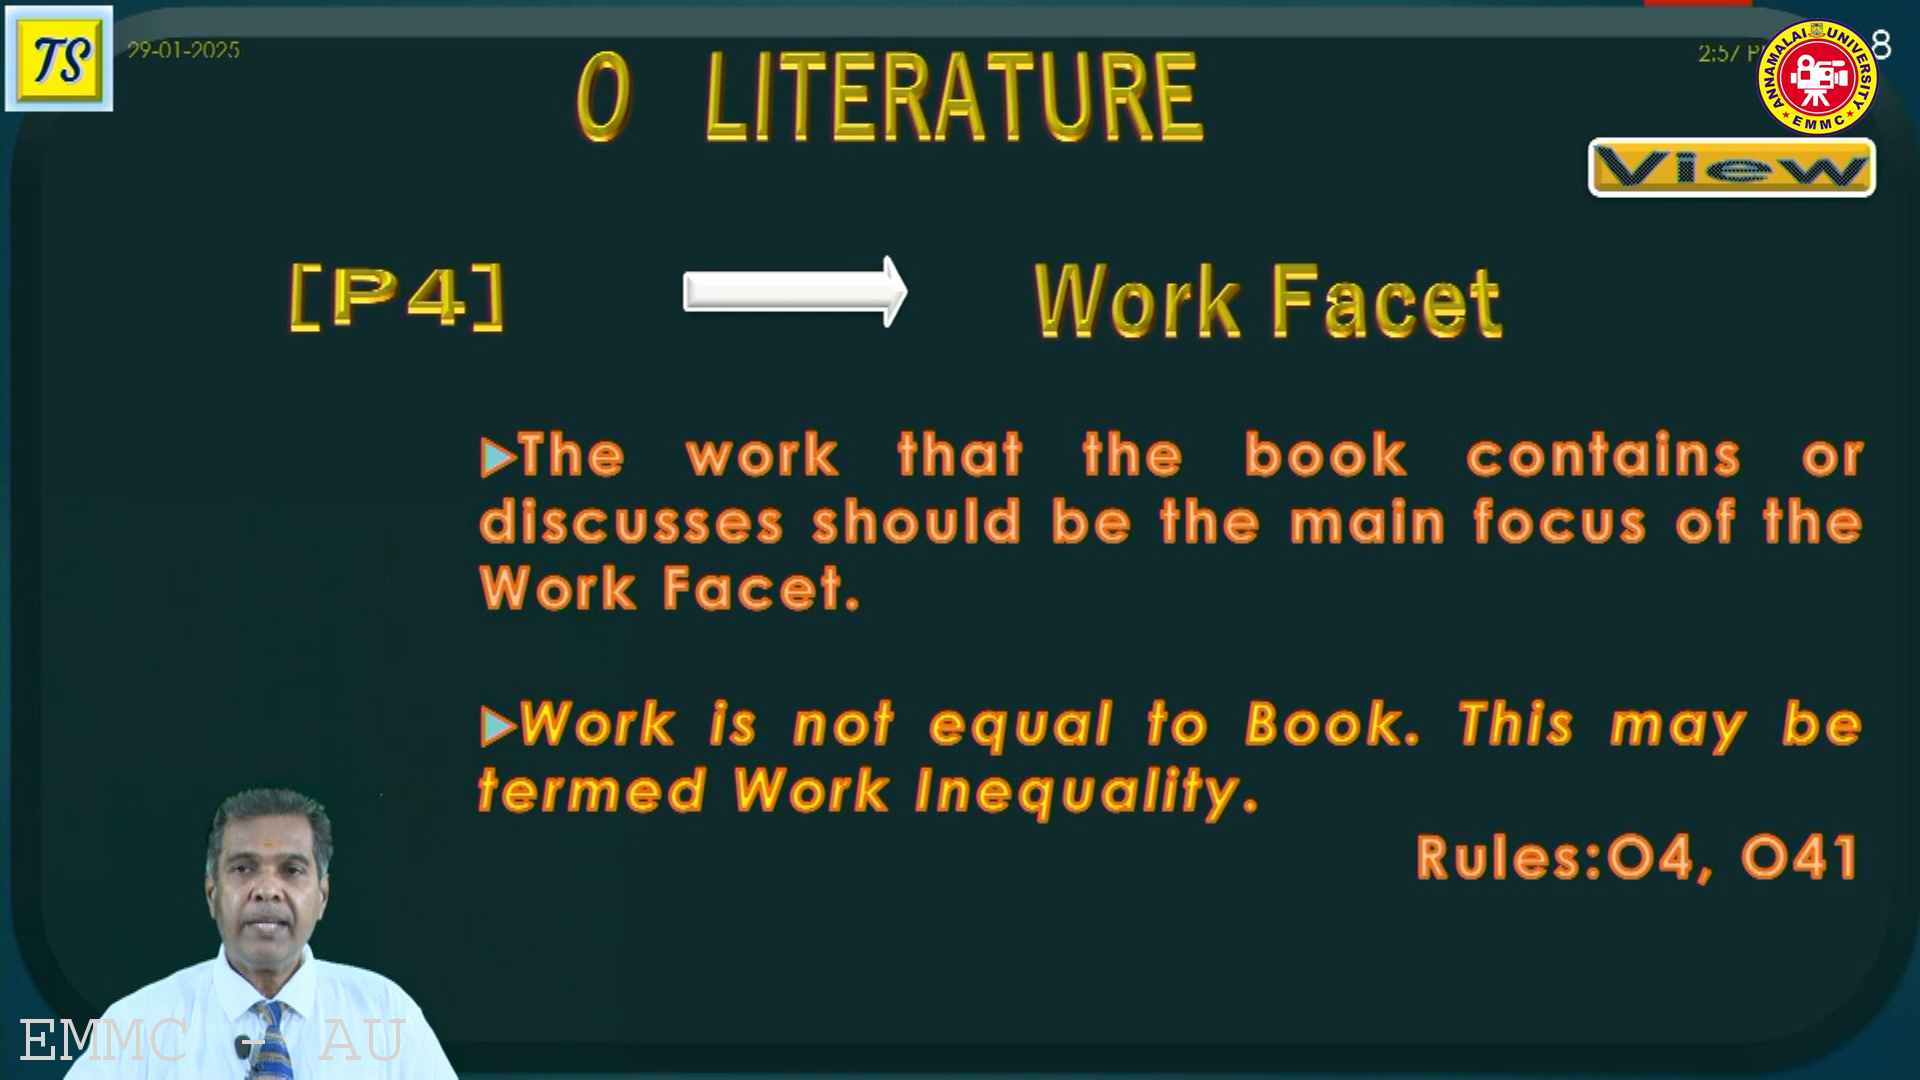 TS
29-01-2025
2:57 P
8
ANNAMALAI UNIVERSITY
EMMC
O LITERATURE
View
[P4]
Work Facet
The work that the book contains or
discusses should be the main focus of the
Work Facet.
Work is not equal to Book. This may be
termed Work Inequality.
Rules:O4, O41
EMMC - AU